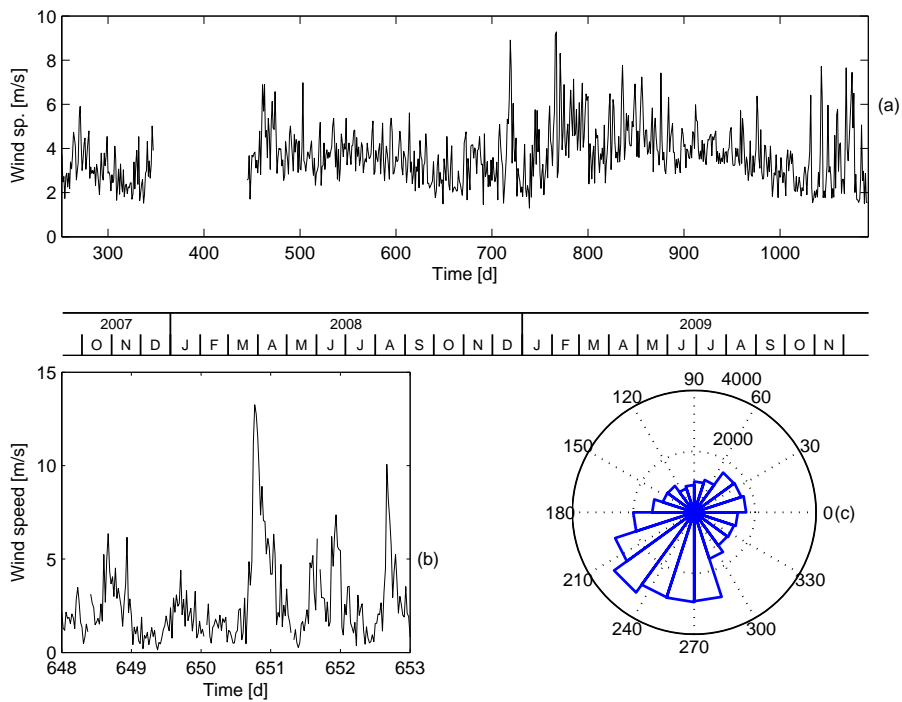 10
8
6
4
2
0
Wind sp. [m/s]
(a)
300 400 500 600 700 800 900 1000
Time [d]
2007 2008 2009
O N D J F M A M J J A S O N D J F M A M J J A S O N
15
10
5
0
Wind speed [m/s]
(b)
648 649 650 651 652 653
Time [d]
90 4000
120 60
2000
150 30
180 0 (c)
210 330
240 300
270